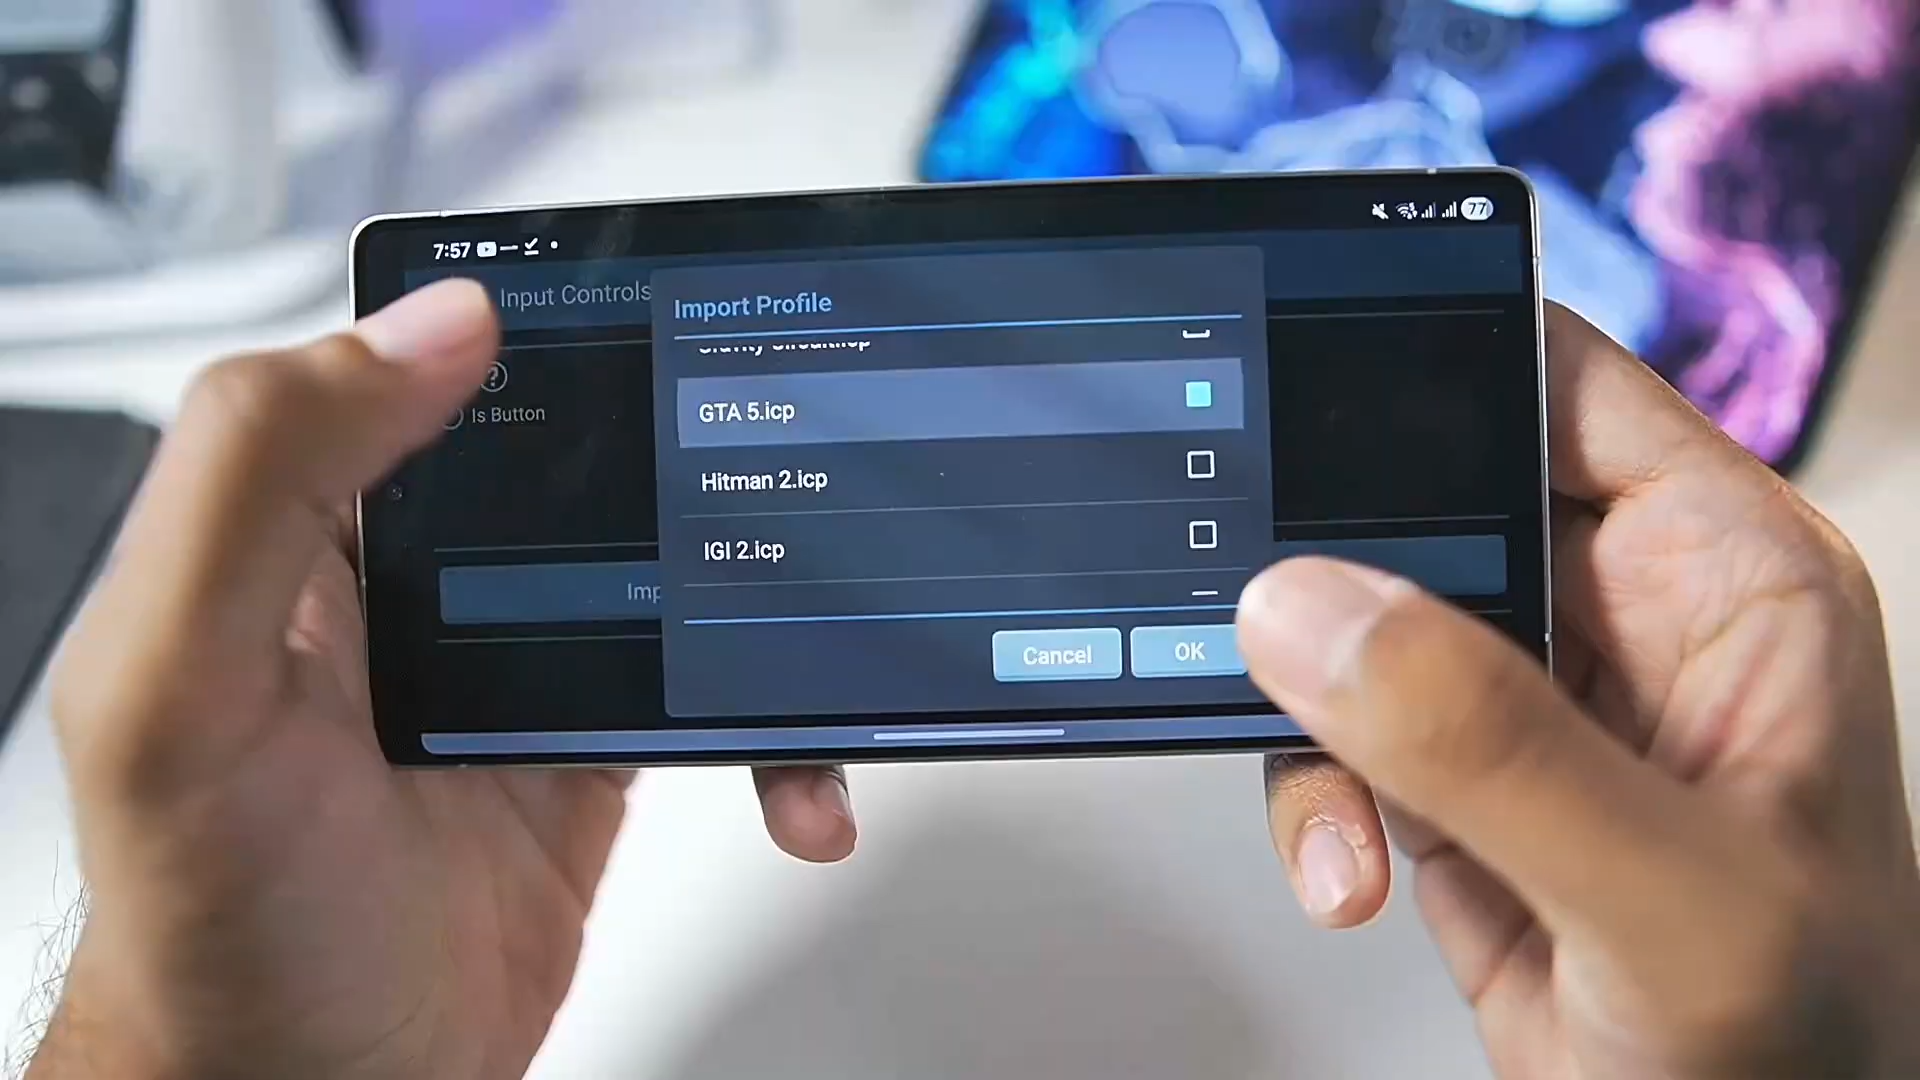 7:57
77
Input Controls
Import Profile
?
Is Button
GTA 5.icp
Hitman 2.icp
IGI 2.icp
Imp
Cancel
OK